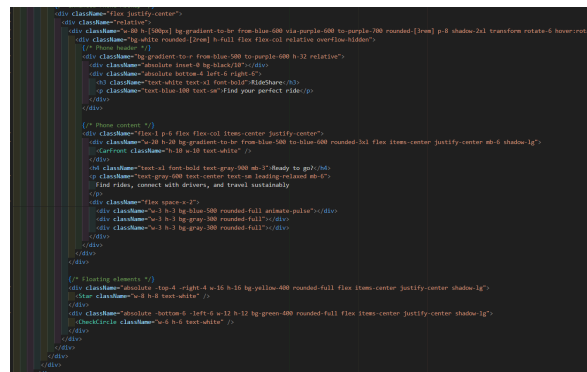 <div className="flex justify-center">
<div className="relative">
<div className="w-80 h-[500px] bg-gradient-to-br from-blue-600 via-purple-600 to-purple-700 rounded-[3rem] p-8 shadow-2xl transform rotate-6 hover:rot
<div className="bg-white rounded-[2rem] h-full flex flex-col relative overflow-hidden">
{/* Phone header */}
<div className="bg-gradient-to-r from-blue-500 to-purple-600 h-32 relative">
<div className="absolute inset-0 bg-black/10"></div>
<div className="absolute bottom-4 left-6 right-6">
<h3 className="text-white text-xl font-bold">RideShare</h3>
<p className="text-blue-100 text-sm">Find your perfect ride</p>
</div>
</div>
{/* Phone content */}
<div className="flex-1 p-6 flex flex-col items-center justify-center">
<div className="w-20 h-20 bg-gradient-to-br from-blue-500 to-blue-600 rounded-3xl flex items-center justify-center mb-6 shadow-lg">
<CarFront className="h-10 w-10 text-white" />
</div>
<h4 className="text-xl font-bold text-gray-900 mb-3">Ready to go?</h4>
<p className="text-gray-600 text-center text-sm leading-relaxed mb-6">
Find rides, connect with drivers, and travel sustainably
</p>
<div className="flex space-x-2">
<div className="w-3 h-3 bg-blue-500 rounded-full animate-pulse"></div>
<div className="w-3 h-3 bg-gray-300 rounded-full"></div>
<div className="w-3 h-3 bg-gray-300 rounded-full"></div>
</div>
</div>
</div>
</div>
{/* Floating elements */}
<div className="absolute -top-4 -right-4 w-16 h-16 bg-yellow-400 rounded-full flex items-center justify-center shadow-lg">
<Star className="w-8 h-8 text-white" />
</div>
<div className="absolute -bottom-6 -left-6 w-12 h-12 bg-green-400 rounded-full flex items-center justify-center shadow-lg">
<CheckCircle className="w-6 h-6 text-white" />
</div>
</div>
</div>
</div>